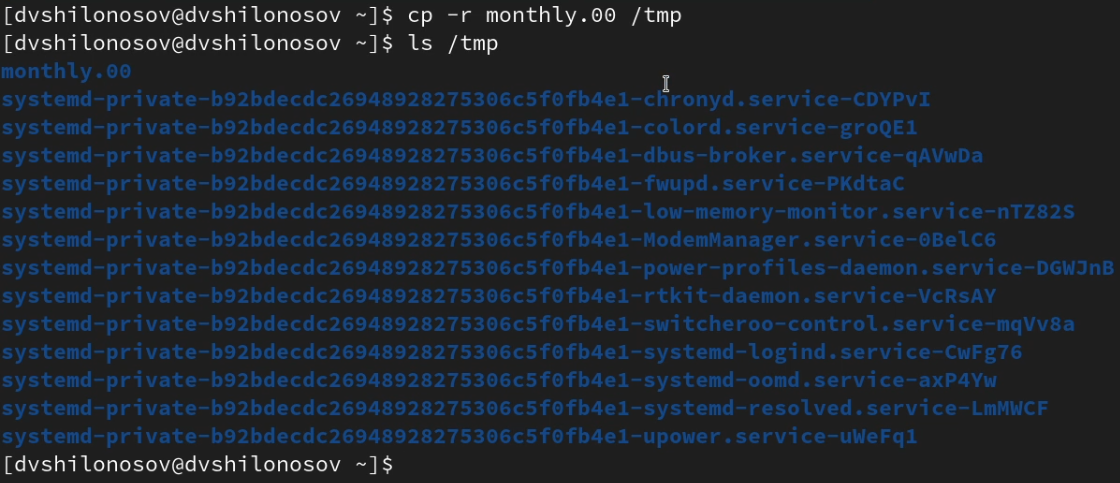 [dvshilonosov@dvshilonosov ~]$ cp -r monthly.00 /tmp
[dvshilonosov@dvshilonosov ~]$ ls /tmp
monthly.00
systemd-private-b92bdecdc26948928275306c5f0fb4e1-chronyd.service-CDYPvI
systemd-private-b92bdecdc26948928275306c5f0fb4e1-colord.service-groQE1
systemd-private-b92bdecdc26948928275306c5f0fb4e1-dbus-broker.service-qAVwDa
systemd-private-b92bdecdc26948928275306c5f0fb4e1-fwupd.service-PKdtaC
systemd-private-b92bdecdc26948928275306c5f0fb4e1-low-memory-monitor.service-nTZ82S
systemd-private-b92bdecdc26948928275306c5f0fb4e1-ModemManager.service-0BelC6
systemd-private-b92bdecdc26948928275306c5f0fb4e1-power-profiles-daemon.service-DGWJnB
systemd-private-b92bdecdc26948928275306c5f0fb4e1-rtkit-daemon.service-VcRsAY
systemd-private-b92bdecdc26948928275306c5f0fb4e1-switcheroo-control.service-mqVv8a
systemd-private-b92bdecdc26948928275306c5f0fb4e1-systemd-logind.service-CwFg76
systemd-private-b92bdecdc26948928275306c5f0fb4e1-systemd-oomd.service-axP4Yw
systemd-private-b92bdecdc26948928275306c5f0fb4e1-systemd-resolved.service-LmMWCF
systemd-private-b92bdecdc26948928275306c5f0fb4e1-upower.service-uWeFq1
[dvshilonosov@dvshilonosov ~]$